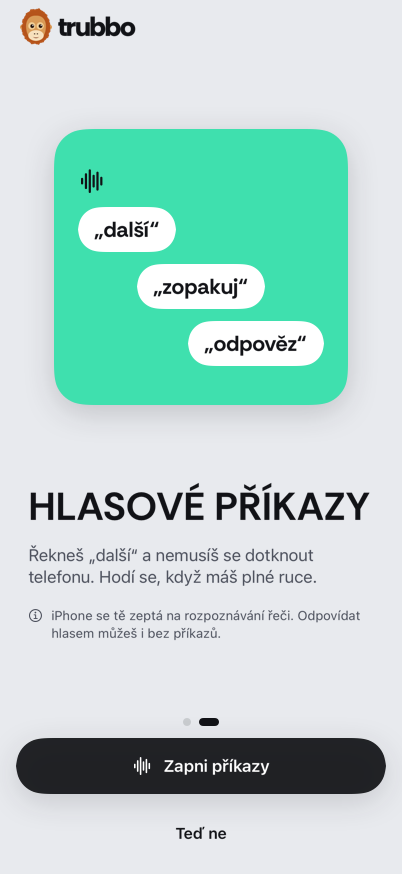 trubbo
„další“
„zopakuj“
„odpověz“
HLASOVÉ PŘÍKAZY
Řekneš „další“ a nemusíš se dotknout
telefonu. Hodí se, když máš plné ruce.
iPhone se tě zeptá na rozpoznávání řeči. Odpovídat
hlasem můžeš i bez příkazů.
Zapni příkazy
Teď ne